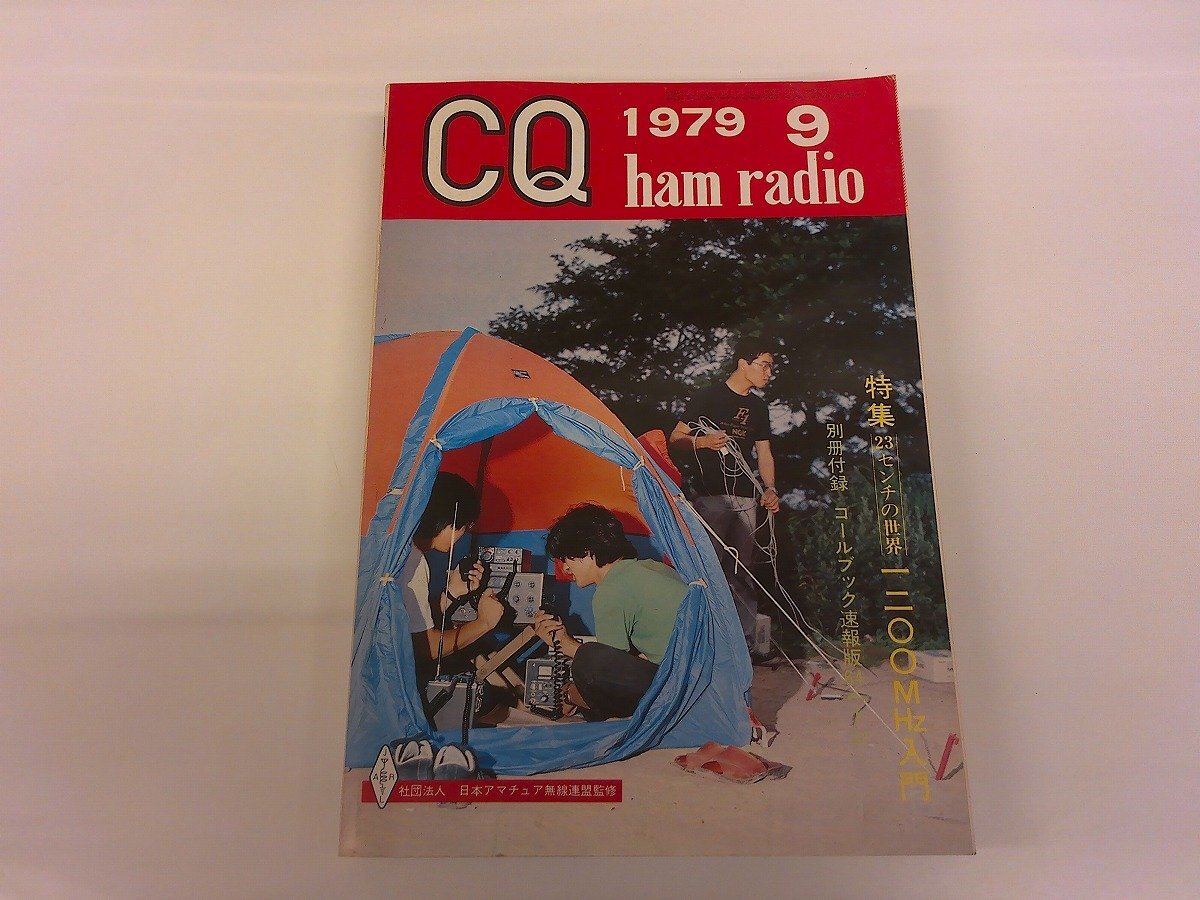 CQ
1979 9
ham radio
特集 23センチの世界 一二〇〇MHz入門
別冊付録 コールブック速報版
JARL
社団法人 日本アマチュア無線連盟監修